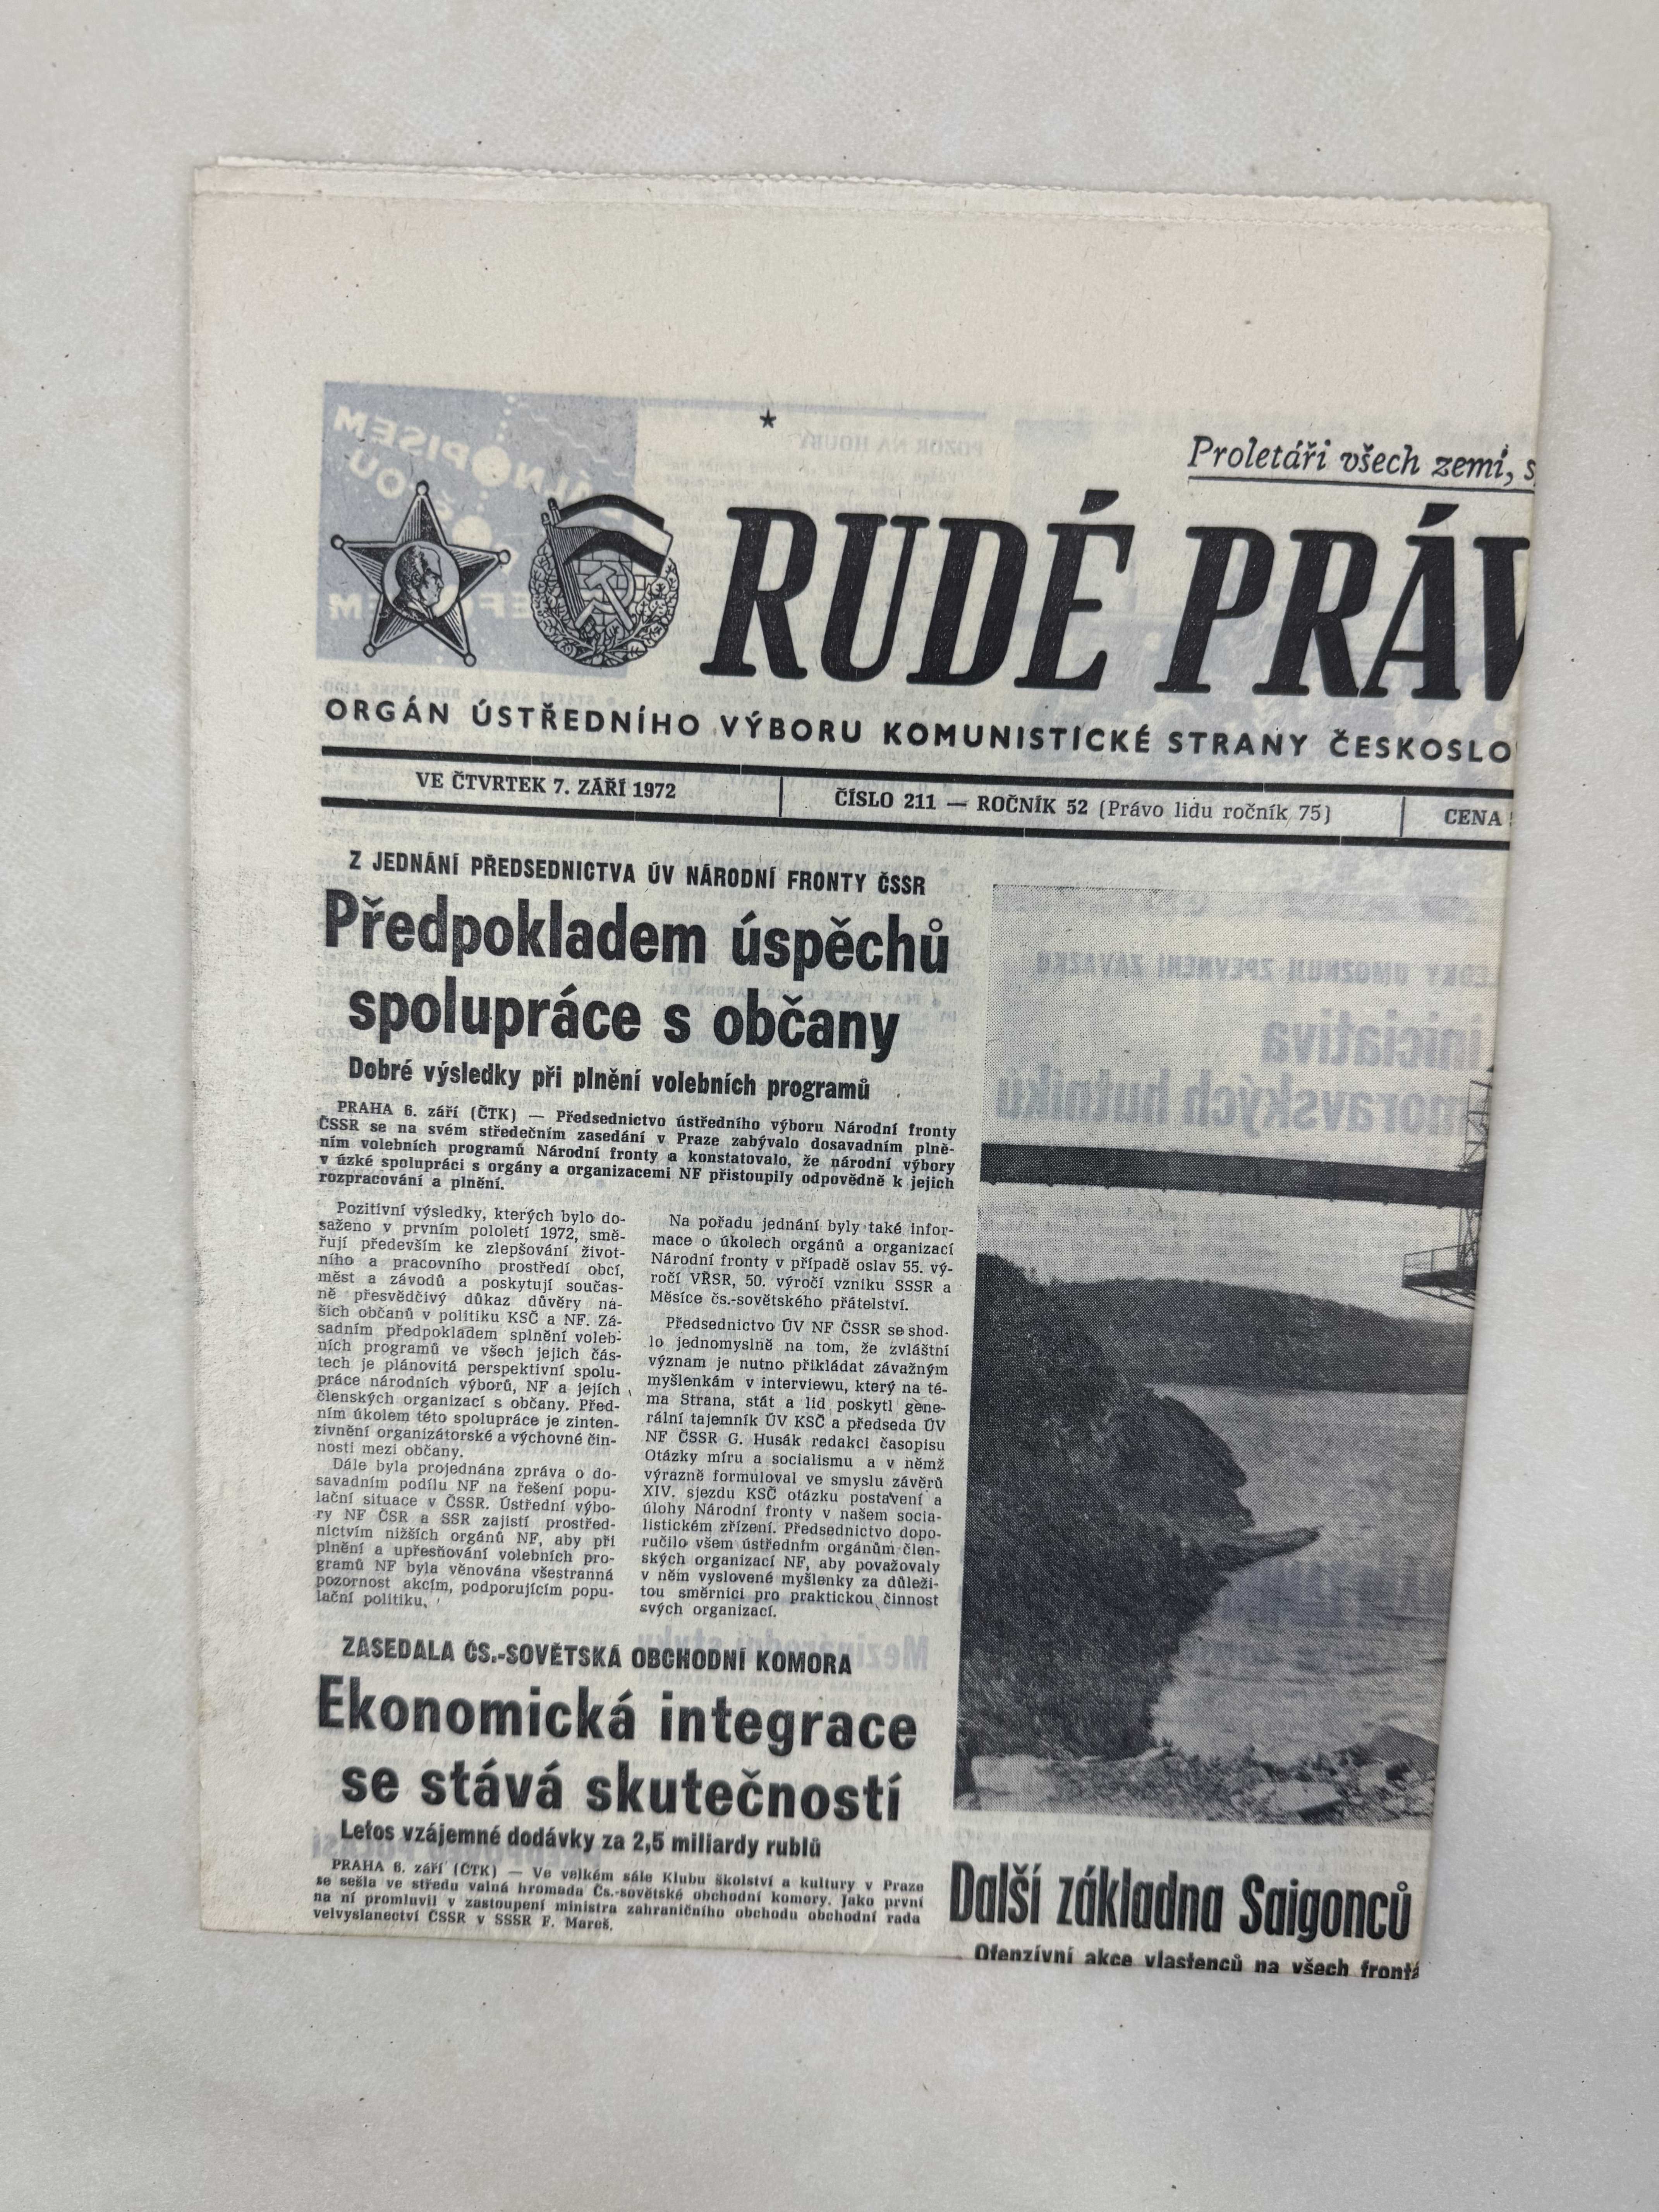 Proletáři všech zemí, s
RUDÉ PRÁV
ORGÁN ÚSTŘEDNÍHO VÝBORU KOMUNISTICKÉ STRANY ČESKOSLO
VE ČTVRTEK 7. ZÁŘÍ 1972
ČÍSLO 211 — ROČNÍK 52 (Právo lidu ročník 75)
CENA
Z JEDNÁNÍ PŘEDSEDNICTVA ÚV NÁRODNÍ FRONTY ČSSR
Předpokladem úspěchů
spolupráce s občany
Dobré výsledky při plnění volebních programů
PRAHA 6. září (ČTK) — Předsednictvo ústředního výboru Národní fronty
ČSSR se na svém středečním zasedání v Praze zabývalo dosavadním plně-
ním volebních programů Národní fronty a konstatovalo, že národní výbory
v úzké spolupráci s orgány a organizacemi NF přistoupily odpovědně k jejich
rozpracování a plnění.
Pozitivní výsledky, kterých bylo do-
saženo v prvním pololetí 1972, smě-
řují především ke zlepšování život-
ního a pracovního prostředí obcí,
měst a závodů a poskytují součas-
ně přesvědčivý důkaz důvěry na-
šich občanů v politiku KSČ a NF. Zá-
sadním předpokladem splnění voleb-
ních programů ve všech jejich čás-
tech je plánovitá perspektivní spolu-
práce národních výborů, NF a jejích
členských organizací s občany. Před-
ním úkolem této spolupráce je zinten-
zivnění organizátorské a výchovné čin-
nosti mezi občany.
Dále byla projednána zpráva o do-
savadním podílu NF na řešení popu-
lační situace v ČSSR. Ústřední výbo-
ry NF ČSR a SSR zajistí prostřed-
nictvím nižších orgánů NF, aby při
plnění a upřesňování volebních pro-
gramů NF byla věnována všestranná
pozornost akcím, podporujícím popu-
lační politiku.
Na pořadu jednání byly také infor-
mace o úkolech orgánů a organizací
Národní fronty v případě oslav 55. vý-
ročí VŘSR, 50. výročí vzniku SSSR a
Měsíce čs.-sovětského přátelství.
Předsednictvo ÚV NF ČSSR se shod-
lo jednomyslně na tom, že zvláštní
význam je nutno přikládat závažným
myšlenkám v interviewu, který na té-
ma Strana, stát a lid poskytl gene-
rální tajemník ÚV KSČ a předseda ÚV
NF ČSSR G. Husák redakci časopisu
Otázky míru a socialismu a v němž
výrazně formuloval ve smyslu závěrů
XIV. sjezdu KSČ otázku postavení a
úlohy Národní fronty v našem socia-
listickém zřízení. Předsednictvo dopo-
ručilo všem ústředním orgánům člen-
ských organizací NF, aby považovaly
v něm vyslovené myšlenky za důleži-
tou směrnici pro praktickou činnost
svých organizací.
ZASEDALA ČS.-SOVĚTSKÁ OBCHODNÍ KOMORA
Ekonomická integrace
se stává skutečností
Letos vzájemné dodávky za 2,5 miliardy rublů
PRAHA 6. září (ČTK) — Ve velkém sále Klubu školství a kultury v Praze
se sešla ve středu valná hromada Čs.-sovětské obchodní komory. Jako první
na ní promluvil v zastoupení ministra zahraničního obchodu obchodní rada
velvyslanectví ČSSR v SSSR F. Mareš.
Další základna Saigonců
Ofenzívní akce vlastenců na všech frontá